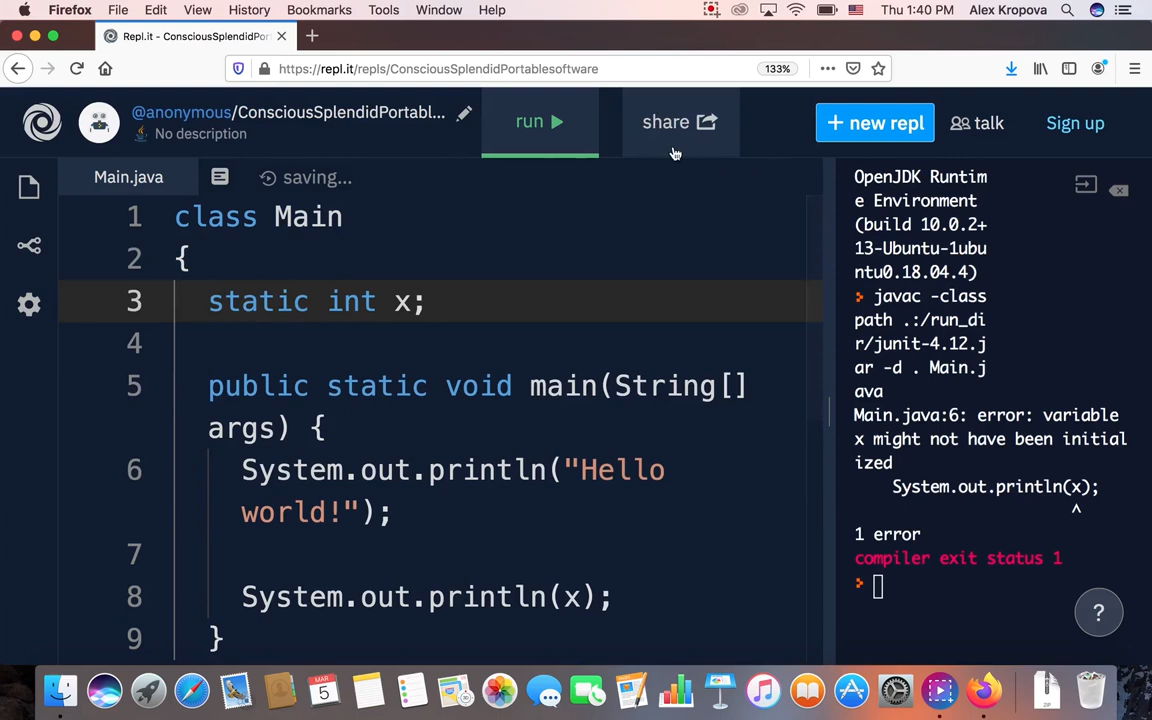 Firefox File Edit View History Bookmarks Tools Window Help Thu 1:40 PM Alex Kropova
Repl.it - ConsciousSplendidPor
https://repl.it/repls/ConsciousSplendidPortablesoftware 133%
@anonymous/ConsciousSplendidPortabl...
No description
run
share
+ new repl
talk
Sign up
Main.java
saving...
1 class Main
2 {
3 static int x;
4
5 public static void main(String[]
args) {
6 System.out.println("Hello
world!");
7
8 System.out.println(x);
9 }
OpenJDK Runtim
e Environment
(build 10.0.2+
13-Ubuntu-1ubu
ntu0.18.04.4)
javac -class
path .:/run_di
r/junit-4.12.j
ar -d . Main.j
ava
Main.java:6: error: variable
x might not have been initial
ized
System.out.println(x);
^
1 error
compiler exit status 1
?
MAR
5
ZIP